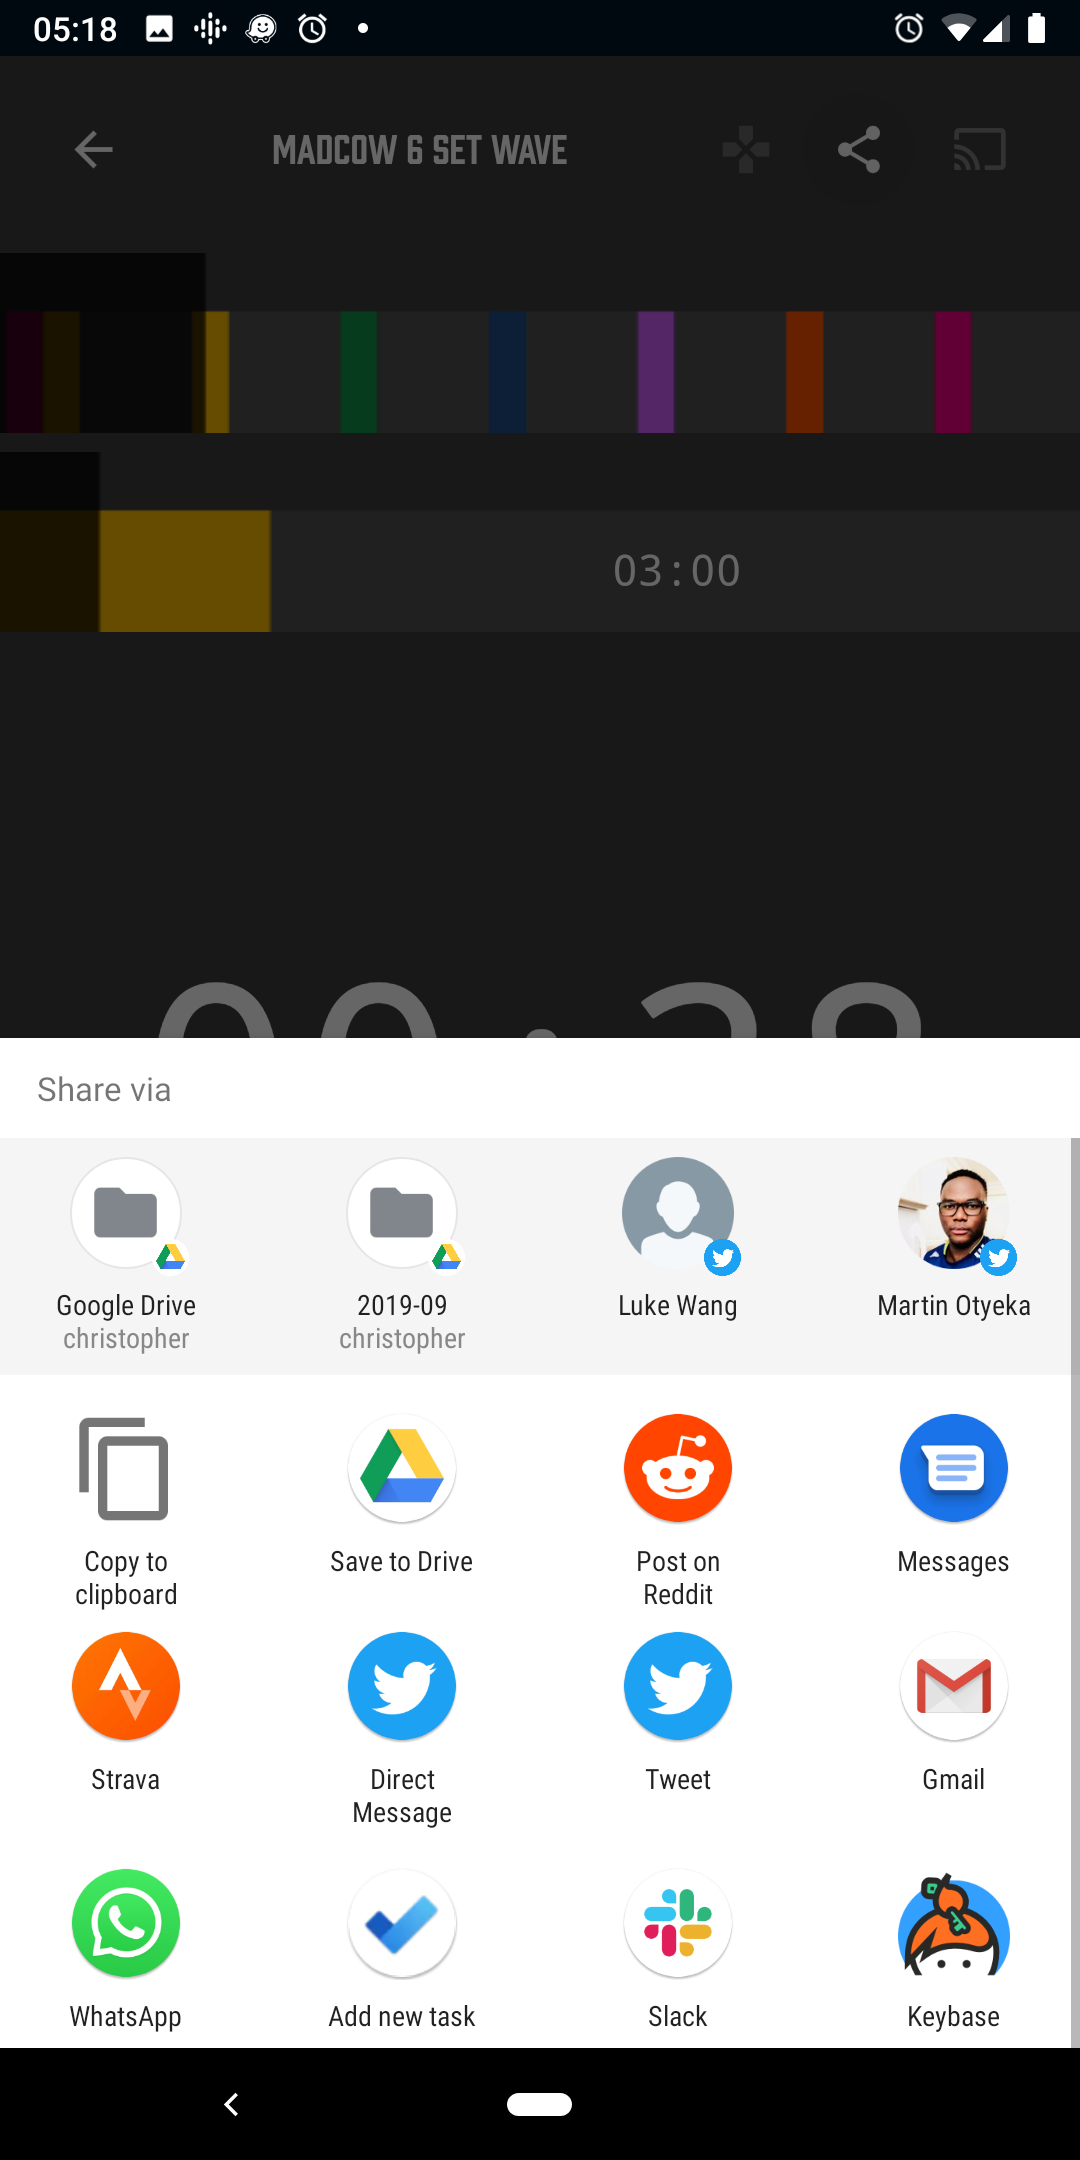 05:18
MADCOW 6 SET WAVE
03:00
Share via
Google Drive
christopher
2019-09
christopher
Luke Wang
Martin Otyeka
Copy to
clipboard
Save to Drive
Post on
Reddit
Messages
Strava
Direct
Message
Tweet
Gmail
WhatsApp
Add new task
Slack
Keybase